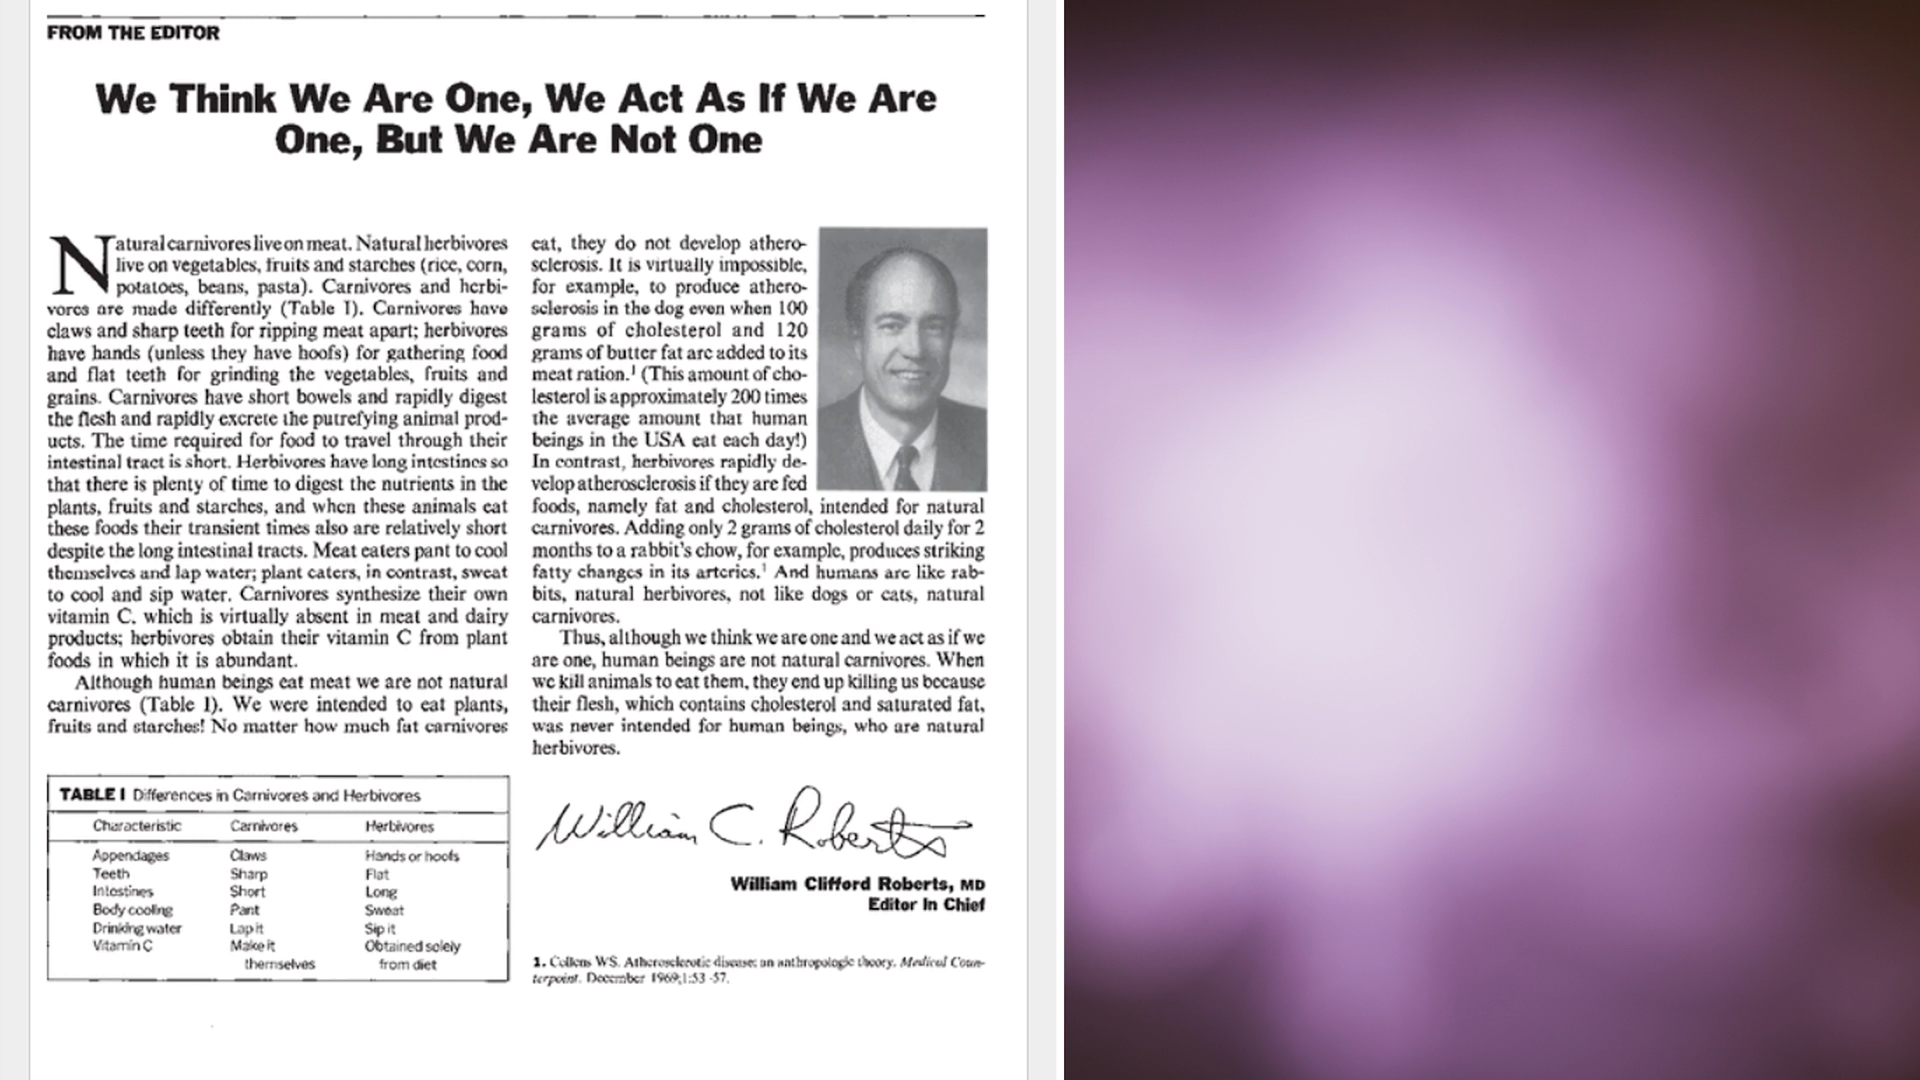 FROM THE EDITOR
We Think We Are One, We Act As If We Are
One, But We Are Not One
Natural carnivores live on meat. Natural herbivores
live on vegetables, fruits and starches (rice, corn,
potatoes, beans, pasta). Carnivores and herbi-
vores are made differently (Table I). Carnivores have
claws and sharp teeth for ripping meat apart; herbivores
have hands (unless they have hoofs) for gathering food
and flat teeth for grinding the vegetables, fruits and
grains. Carnivores have short bowels and rapidly digest
the flesh and rapidly excrete the putrefying animal prod-
ucts. The time required for food to travel through their
intestinal tract is short. Herbivores have long intestines so
that there is plenty of time to digest the nutrients in the
plants, fruits and starches, and when these animals eat
these foods their transient times also are relatively short
despite the long intestinal tracts. Meat eaters pant to cool
themselves and lap water; plant eaters, in contrast, sweat
to cool and sip water. Carnivores synthesize their own
vitamin C, which is virtually absent in meat and dairy
products; herbivores obtain their vitamin C from plant
foods in which it is abundant.
Although human beings eat meat we are not natural
carnivores (Table I). We were intended to eat plants,
fruits and starches! No matter how much fat carnivores
eat, they do not develop athero-
sclerosis. It is virtually impossible,
for example, to produce athero-
sclerosis in the dog even when 100
grams of cholesterol and 120
grams of butter fat are added to its
meat ration.¹ (This amount of cho-
lesterol is approximately 200 times
the average amount that human
beings in the USA eat each day!)
In contrast, herbivores rapidly de-
velop atherosclerosis if they are fed
foods, namely fat and cholesterol, intended for natural
carnivores. Adding only 2 grams of cholesterol daily for 2
months to a rabbit's chow, for example, produces striking
fatty changes in its arteries.¹ And humans are like rab-
bits, natural herbivores, not like dogs or cats, natural
carnivores.
Thus, although we think we are one and we act as if we
are one, human beings are not natural carnivores. When
we kill animals to eat them, they end up killing us because
their flesh, which contains cholesterol and saturated fat,
was never intended for human beings, who are natural
herbivores.
TABLE I Differences in Carnivores and Herbivores
Characteristic Carnivores Herbivores
Appendages Claws Hands or hoofs
Teeth Sharp Flat
Intestines Short Long
Body cooling Pant Sweat
Drinking water Lap it Sip it
Vitamin C Make it Obtained solely
themselves from diet
William C. Roberts
William Clifford Roberts, MD
Editor In Chief
1. Collens WS. Atherosclerotic disease: an anthropologic theory. Medical Coun-
terpoint. December 1969;1:53-57.